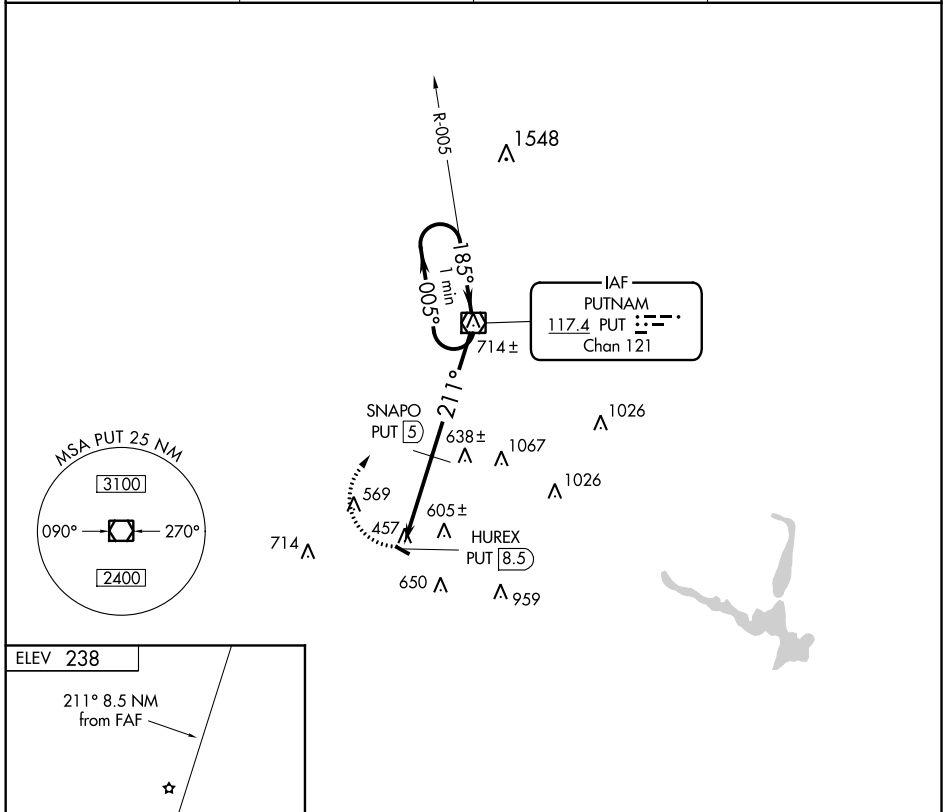 R-005
1548
185°
1 min
005°
IAF
PUTNAM
117.4 PUT
Chan 121
714 ±
211°
SNAPO
PUT 5
638 ±
1067
1026
1026
MSA PUT 25 NM
3100
090°
270°
2400
569
605 ±
457
HUREX
PUT 8.5
714
650
959
ELEV 238
211° 8.5 NM
from FAF